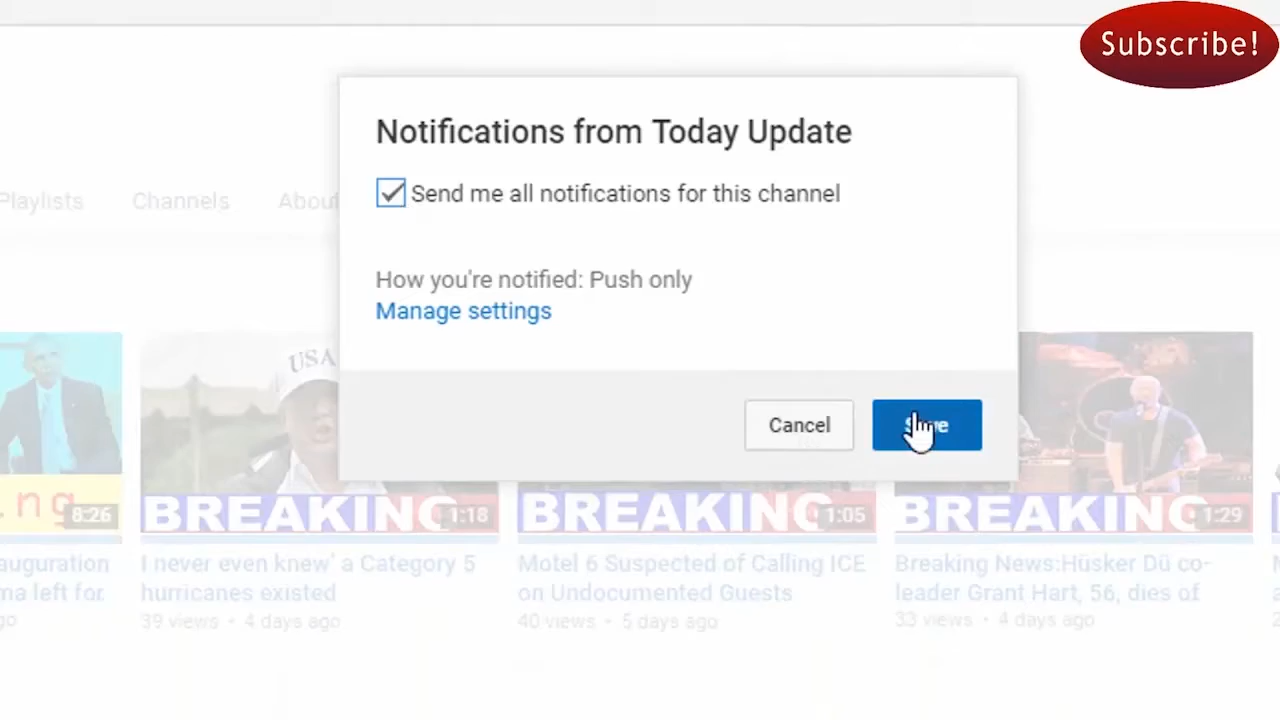 Subscribe!
Notifications from Today Update
Send me all notifications for this channel
Playlists Channels About
How you're notified: Push only
Manage settings
USA
Cancel
8:26
BREAKING 1:18
BREAKING 1:05
BREAKING 1:29
I never even knew' a Category 5
hurricanes existed
39 views • 4 days ago
Motel 6 Suspected of Calling ICE
on Undocumented Guests
40 views • 5 days ago
Breaking News:Hüsker Dü co-
leader Grant Hart, 56, dies of
33 views • 4 days ago